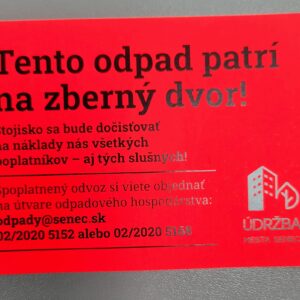 Tento odpad patrí
na zberný dvor!
Stojisko sa bude dočisťovať
na náklady nás všetkých
poplatníkov – aj tých slušných!
Spoplatnený odvoz si viete objednať
na útvare odpadového hospodárstva:
odpady@senec.sk
02/2020 5152 alebo 02/2020
ÚDRŽBA
MESTA SENEC